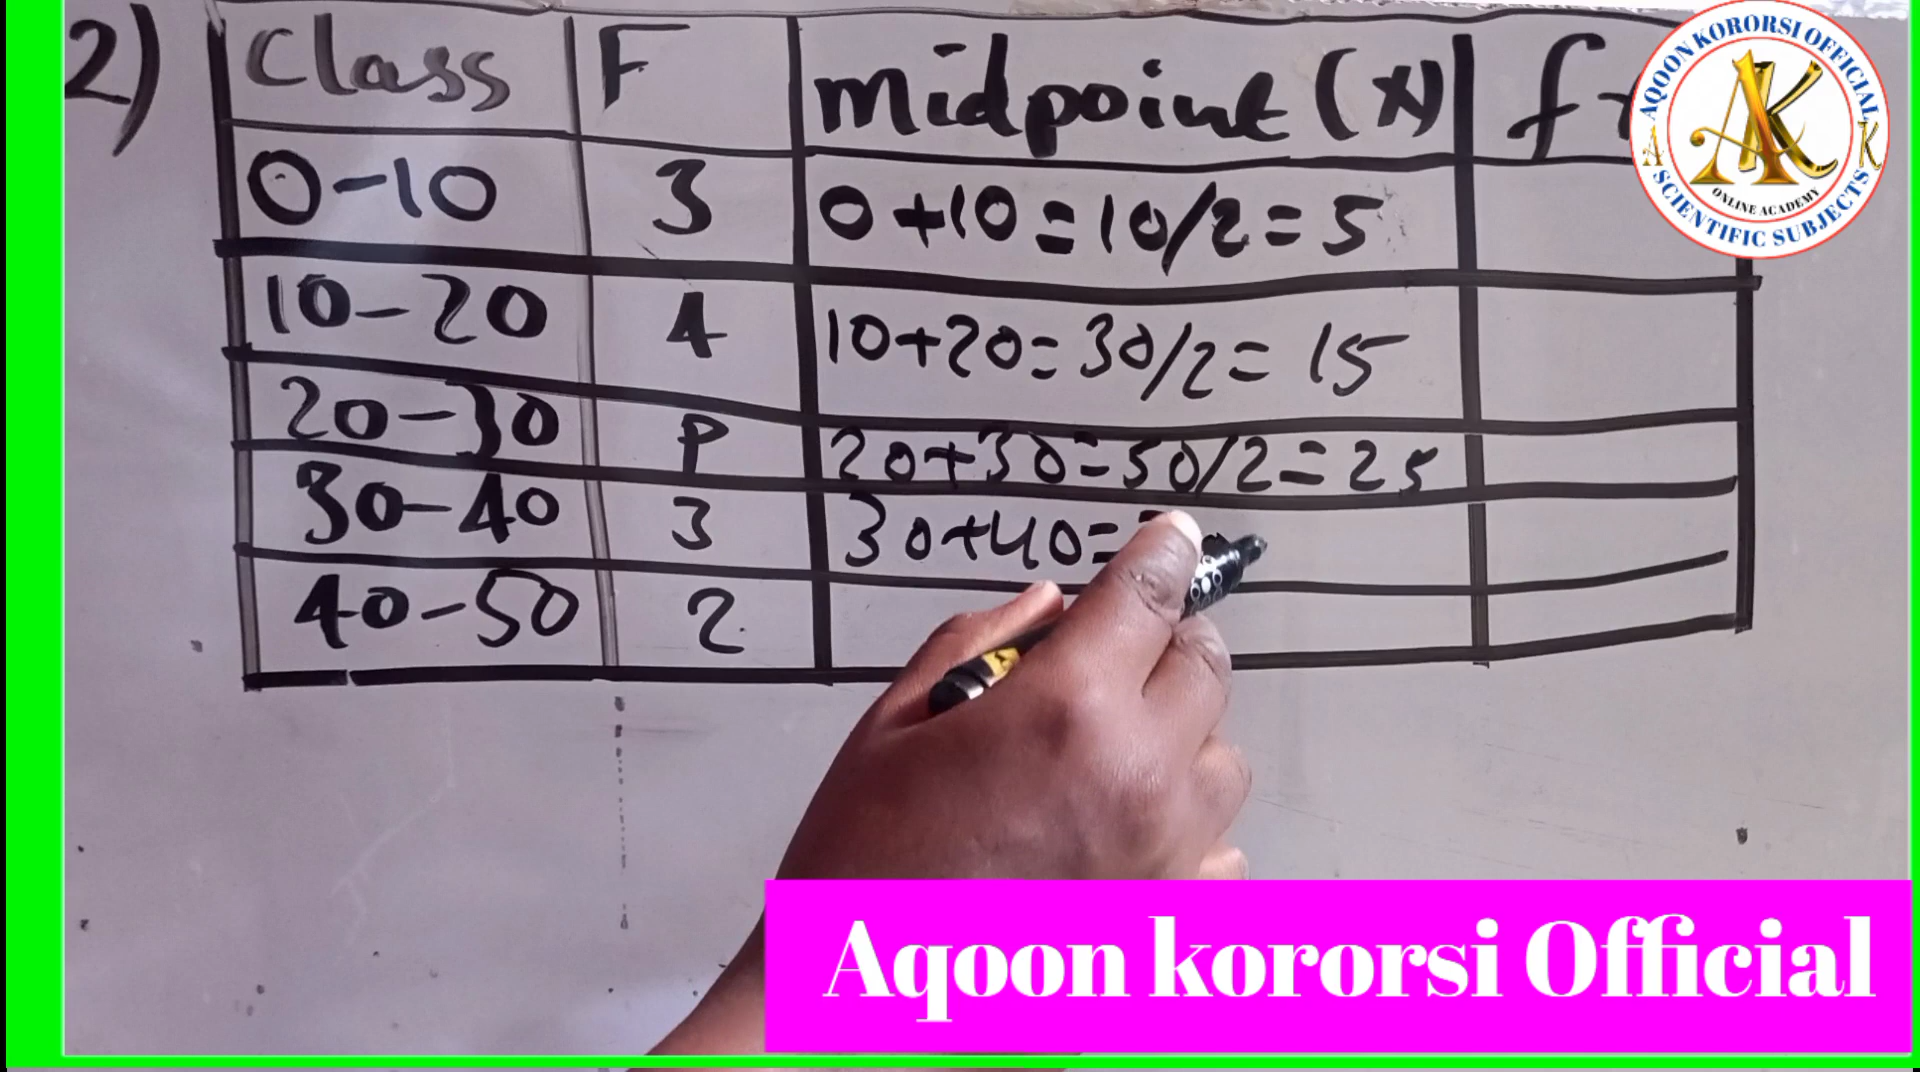 2)
Class F midpoint (x) f
0-10 3 0+10=10/2=5
10-20 4 10+20=30/2=15
20-30 P 20+30=50/2=25
30-40 3 30+40=
40-50 2
AQOON KORORSI OFFICIAL
A AK K
ONLINE ACADEMY
SCIENTIFIC SUBJECTS
Aqoon kororsi Official